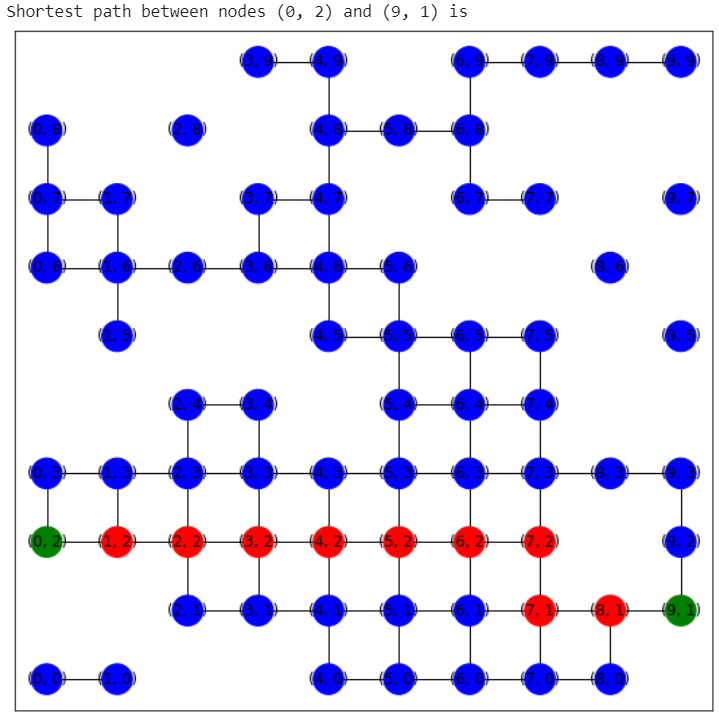 Shortest path between nodes (0, 2) and (9, 1) is
(3, 9) (4, 9) (6, 9) (7, 9) (8, 9) (9, 9)
(0, 8) (2, 8) (4, 8) (5, 8) (6, 8)
(0, 7) (1, 7) (3, 7) (4, 7) (6, 7) (7, 7) (9, 7)
(0, 6) (1, 6) (2, 6) (3, 6) (4, 6) (5, 6) (8, 6)
(1, 5) (4, 5) (5, 5) (6, 5) (7, 5) (9, 5)
(2, 4) (3, 4) (5, 4) (6, 4) (7, 4)
(0, 3) (1, 3) (2, 3) (3, 3) (4, 3) (5, 3) (6, 3) (7, 3) (8, 3) (9, 3)
(0, 2) (1, 2) (2, 2) (3, 2) (4, 2) (5, 2) (6, 2) (7, 2) (9, 2)
(2, 1) (3, 1) (4, 1) (5, 1) (6, 1) (7, 1) (8, 1) (9, 1)
(0, 0) (1, 0) (4, 0) (5, 0) (6, 0) (7, 0) (8, 0)